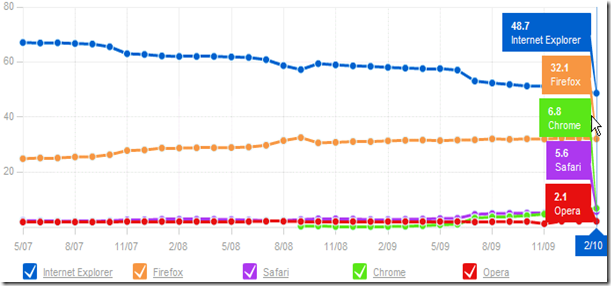 80
60
40
20
48.7
Internet Explorer
32.1
Firefox
6.8
Chrome
5.6
Safari
2.1
Opera
5/07 8/07 11/07 2/08 5/08 8/08 11/08 2/09 5/09 8/09 11/09 2/10
Internet Explorer Firefox Safari Chrome Opera